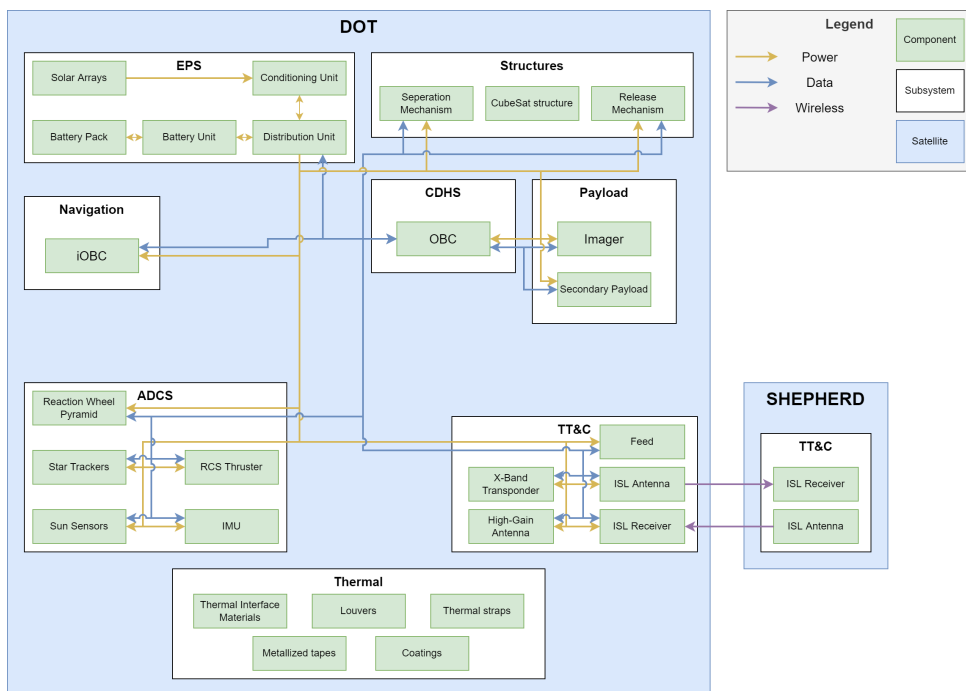 DOT
Legend
Power
Data
Wireless
Component
Subsystem
Satellite
EPS
Solar Arrays
Conditioning Unit
Battery Pack
Battery Unit
Distribution Unit
Structures
Seperation
Mechanism
CubeSat structure
Release
Mechanism
Navigation
iOBC
CDHS
OBC
Payload
Imager
Secondary Payload
ADCS
Reaction Wheel
Pyramid
Star Trackers
RCS Thruster
Sun Sensors
IMU
TT&C
Feed
X-Band
Transponder
ISL Antenna
High-Gain
Antenna
ISL Receiver
SHEPHERD
TT&C
ISL Receiver
ISL Antenna
Thermal
Thermal Interface
Materials
Louvers
Thermal straps
Metallized tapes
Coatings